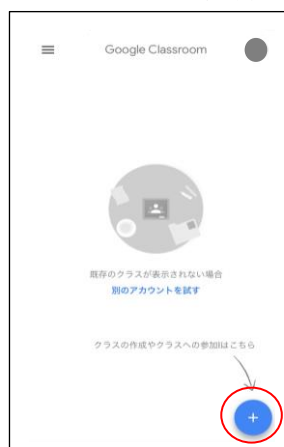 Google Classroom
既存のクラスが表示されない場合
別のアカウントを試す
クラスの作成やクラスへの参加はこちら